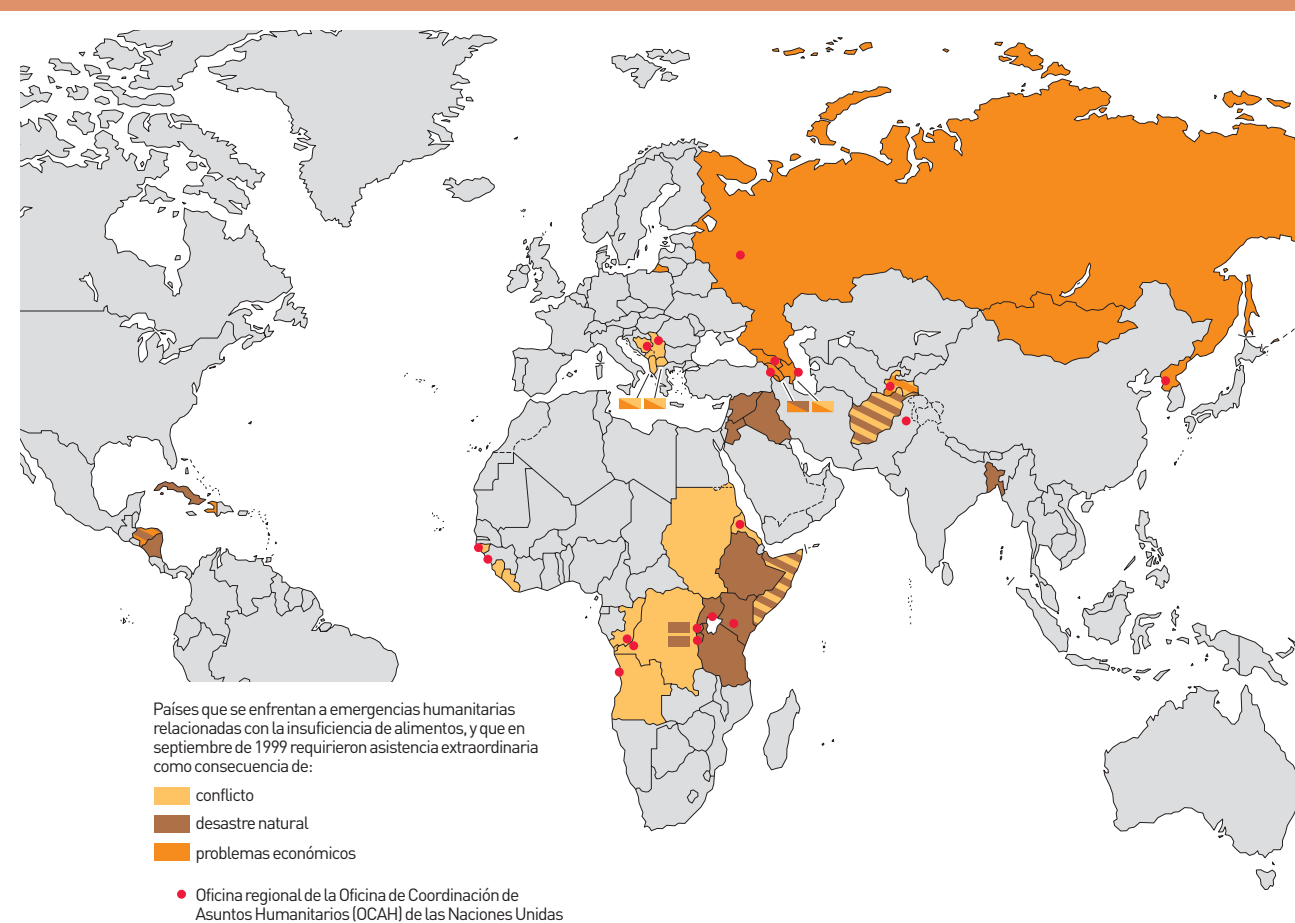 Países que se enfrentan a emergencias humanitarias
relacionadas con la insuficiencia de alimentos, y que en
septiembre de 1999 requirieron asistencia extraordinaria
como consecuencia de:
conflicto
desastre natural
problemas económicos
Oficina regional de la Oficina de Coordinación de
Asuntos Humanitarios (OCAH) de las Naciones Unidas